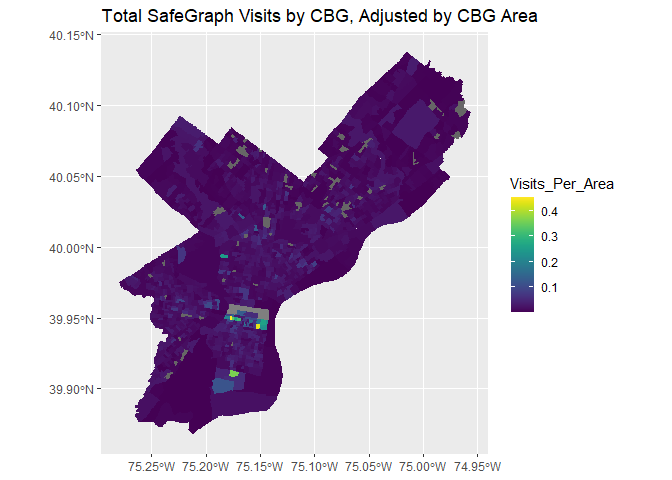 Total SafeGraph Visits by CBG, Adjusted by CBG Area
40.15°N
40.10°N
40.05°N
40.00°N
39.95°N
39.90°N
75.25°W 75.20°W 75.15°W 75.10°W 75.05°W 75.00°W 74.95°W
Visits_Per_Area
0.4
0.3
0.2
0.1